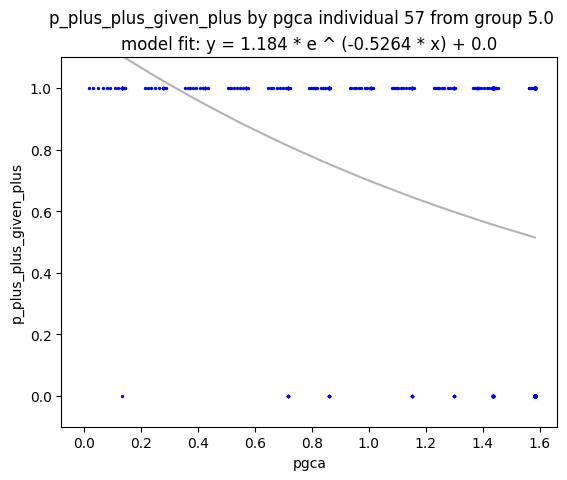 p_plus_plus_given_plus by pgca individual 57 from group 5.0
model fit: y = 1.184 * e ^ (-0.5264 * x) + 0.0
1.0
0.8
0.6
0.4
0.2
0.0
p_plus_plus_given_plus
0.0 0.2 0.4 0.6 0.8 1.0 1.2 1.4 1.6
pgca